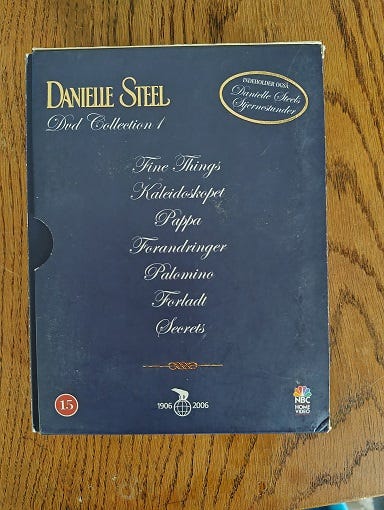 DANIELLE STEEL
Dvd Collection 1
INDEHOLDER OGSÅ
Danielle Steels
Stjernestunder
Fine Things
Kaleidoskopet
Pappa
Forandringer
Palomino
Forladt
Secrets
15
1906 2006
NBC
HOME
VIDEO